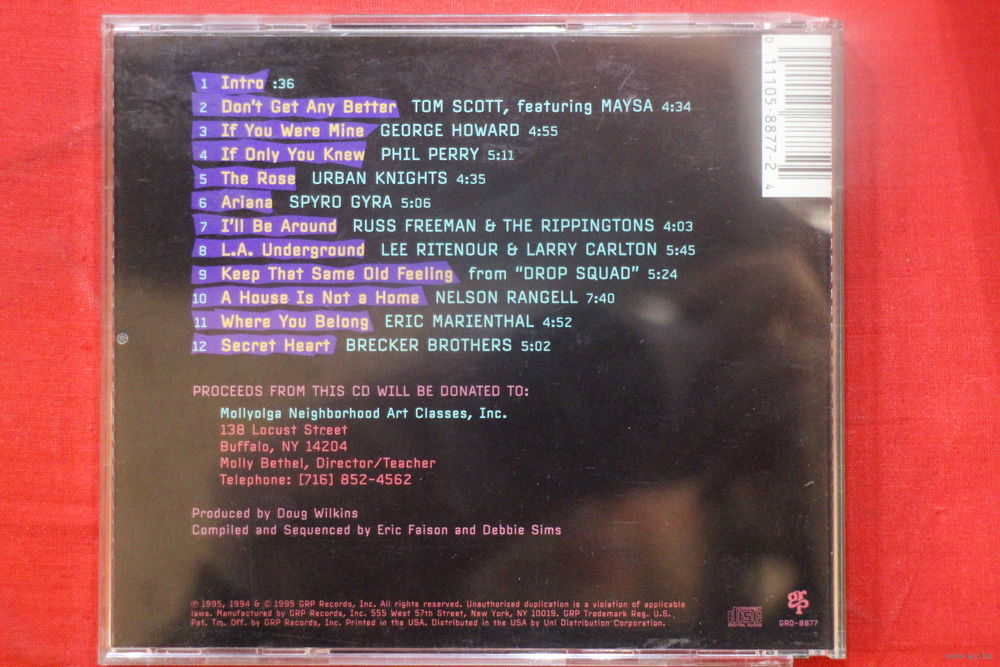 1 Intro :36
2 Don't Get Any Better TOM SCOTT, featuring MAYSA 4:34
3 If You Were Mine GEORGE HOWARD 4:55
4 If Only You Knew PHIL PERRY 5:11
5 The Rose URBAN KNIGHTS 4:35
6 Ariana SPYRO GYRA 5:06
7 I'll Be Around RUSS FREEMAN & THE RIPPINGTONS 4:03
8 L.A. Underground LEE RITENOUR & LARRY CARLTON 5:45
9 Keep That Same Old Feeling from "DROP SQUAD" 5:24
10 A House Is Not a Home NELSON RANGELL 7:40
11 Where You Belong ERIC MARIENTHAL 4:52
12 Secret Heart BRECKER BROTHERS 5:02
PROCEEDS FROM THIS CD WILL BE DONATED TO:
Mollyolga Neighborhood Art Classes, Inc.
138 Locust Street
Buffalo, NY 14204
Molly Bethel, Director/Teacher
Telephone: [716] 852-4562
Produced by Doug Wilkins
Compiled and Sequenced by Eric Faison and Debbie Sims
℗ 1995, 1994 & © 1995 GRP Records, Inc. All rights reserved. Unauthorized duplication is a violation of applicable
laws. Manufactured by GRP Records, Inc. 555 West 57th Street, New York, NY 10019. GRP Trademark Reg. U.S.
Pat. Tm. Off. by GRP Records, Inc. Printed in the USA. Distributed in the USA by Uni Distribution Corporation.
0 11105-8877-2 4
COMPACT
disc
DIGITAL AUDIO
grp
GRD-8877